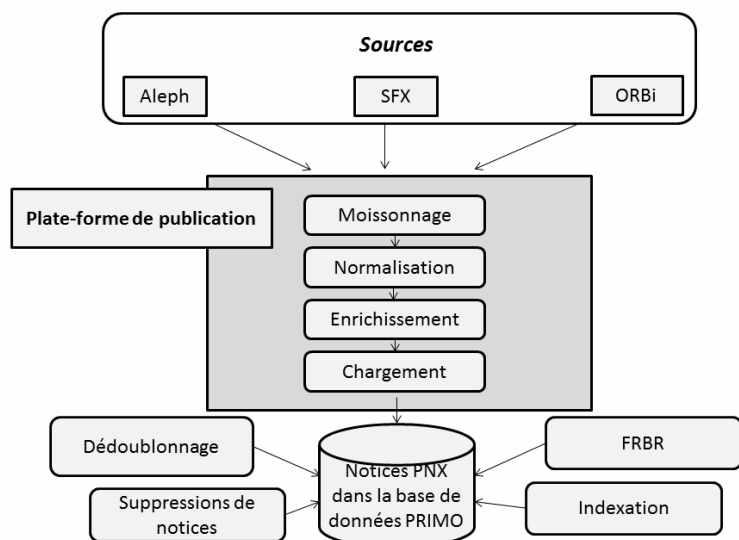 Sources
Aleph
SFX
ORBi
Plate-forme de publication
Moissonnage
Normalisation
Enrichissement
Chargement
Dédoublonnage
FRBR
Notices PNX
dans la base de
données PRIMO
Suppressions de
notices
Indexation